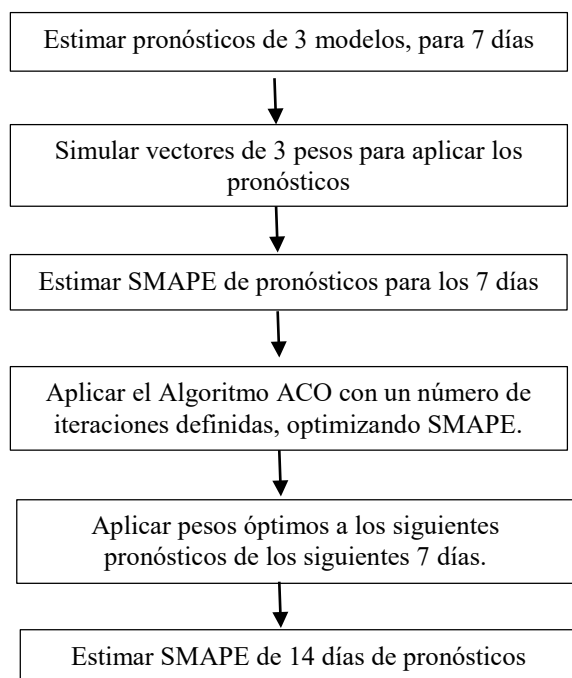 Estimar pronósticos de 3 modelos, para 7 días
Simular vectores de 3 pesos para aplicar los
pronósticos
Estimar SMAPE de pronósticos para los 7 días
Aplicar el Algoritmo ACO con un número de
iteraciones definidas, optimizando SMAPE.
Aplicar pesos óptimos a los siguientes
pronósticos de los siguientes 7 días.
Estimar SMAPE de 14 días de pronósticos